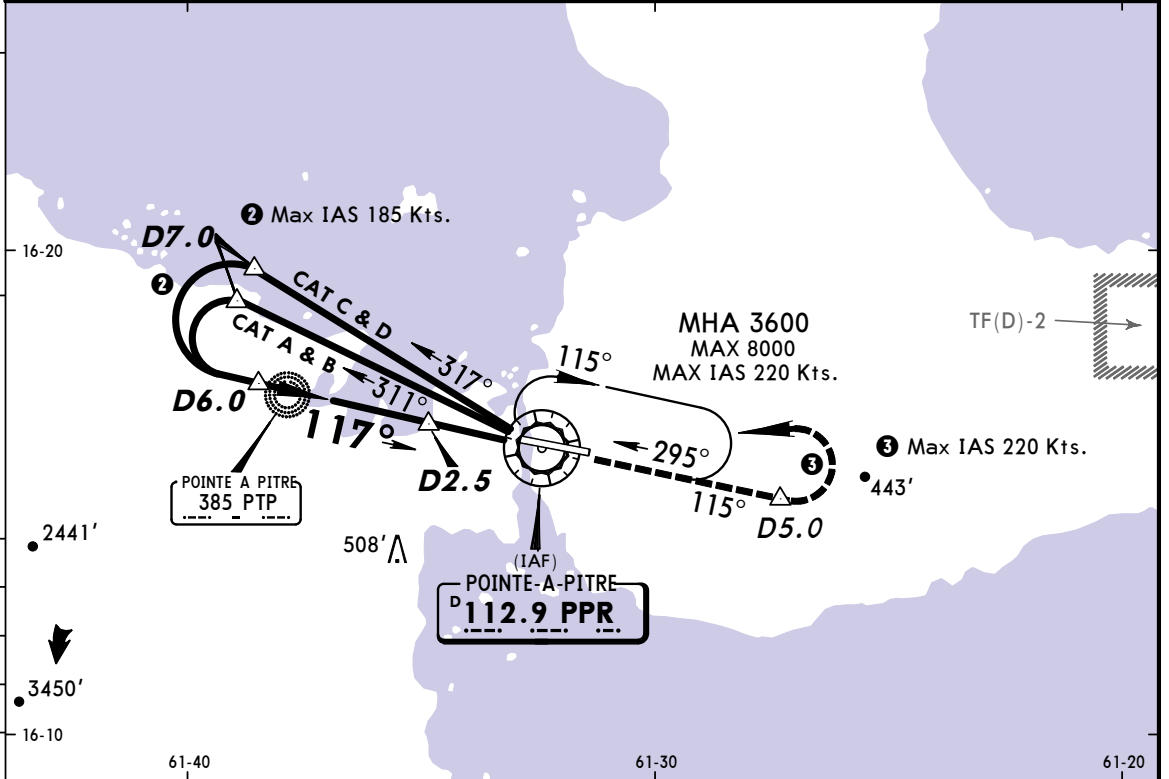 ❷ Max IAS 185 Kts.
D7.0
16-20
❷
CAT C & D
317°
CAT A & B
311°
MHA 3600
MAX 8000
MAX IAS 220 Kts.
TF(D)-2
115°
D6.0
117°
D2.5
295°
115°
D5.0
❸
❸ Max IAS 220 Kts.
443'
POINTE A PITRE
385 PTP
2441'
508'
(IAF)
POINTE-A-PITRE
D 112.9 PPR
3450'
16-10
61-40
61-30
61-20